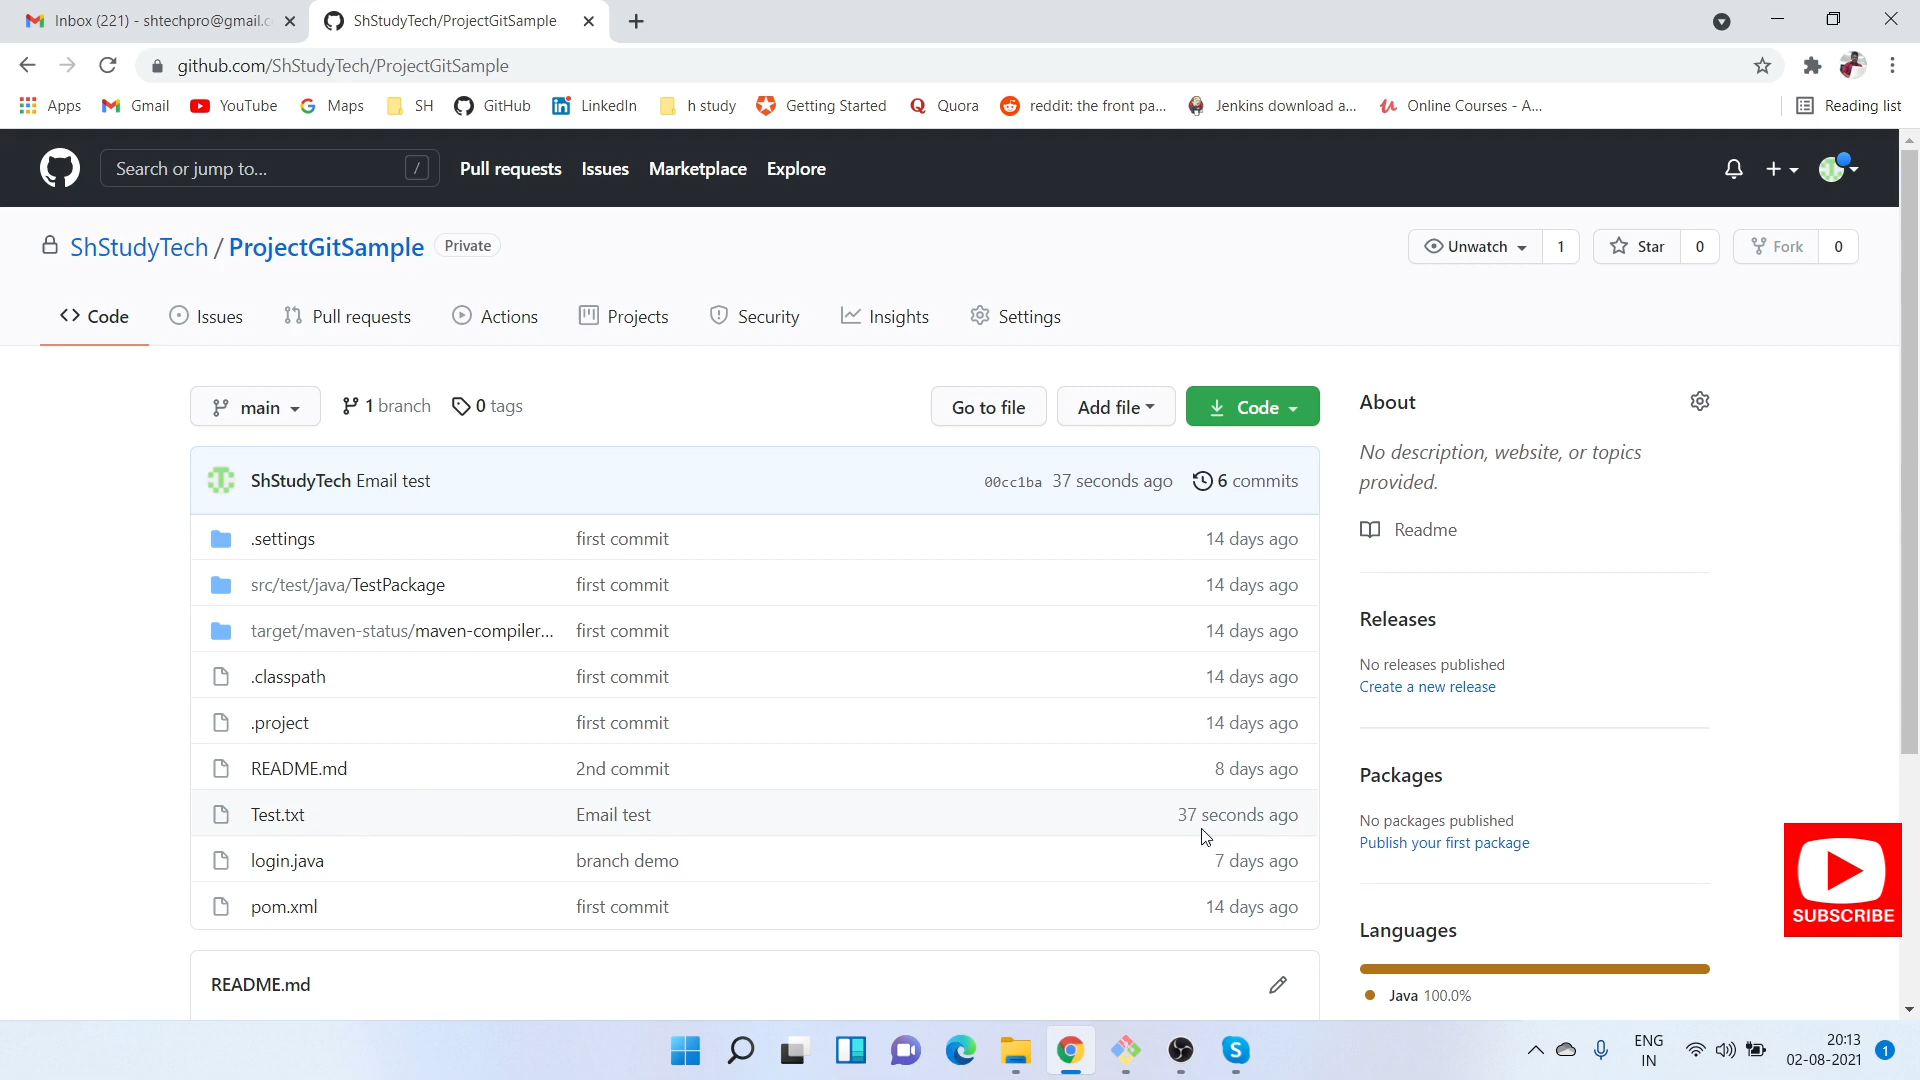 Inbox (221) - shtechpro@gmail.c
ShStudyTech/ProjectGitSample
github.com/ShStudyTech/ProjectGitSample
Apps
Gmail
YouTube
Maps
SH
GitHub
LinkedIn
h study
Getting Started
Quora
reddit: the front pa...
Jenkins download a...
Online Courses - A...
Reading list
Search or jump to...
/
Pull requests
Issues
Marketplace
Explore
ShStudyTech / ProjectGitSample
Private
Unwatch
1
Star
0
Fork
0
Code
Issues
Pull requests
Actions
Projects
Security
Insights
Settings
main
1 branch
0 tags
Go to file
Add file
Code
ShStudyTech Email test
00cc1ba
37 seconds ago
6 commits
.settings
first commit
14 days ago
src/test/java/TestPackage
first commit
14 days ago
target/maven-status/maven-compiler...
first commit
14 days ago
.classpath
first commit
14 days ago
.project
first commit
14 days ago
README.md
2nd commit
8 days ago
Test.txt
Email test
37 seconds ago
login.java
branch demo
7 days ago
pom.xml
first commit
14 days ago
README.md
About
No description, website, or topics
provided.
Readme
Releases
No releases published
Create a new release
Packages
No packages published
Publish your first package
Languages
Java 100.0%
SUBSCRIBE
ENG
IN
20:13
02-08-2021
1